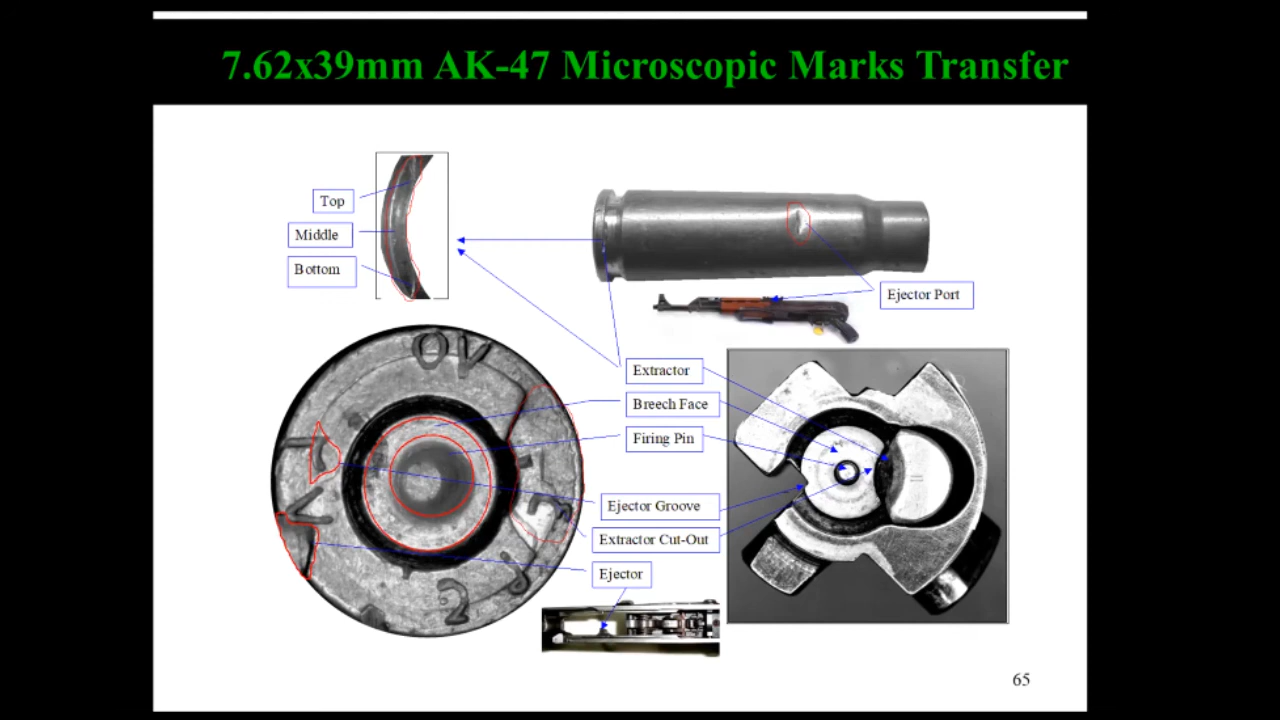 7.62x39mm AK-47 Microscopic Marks Transfer
Top
Middle
Bottom
Ejector Port
Extractor
Breech Face
Firing Pin
Ejector Groove
Extractor Cut-Out
Ejector
OV
65